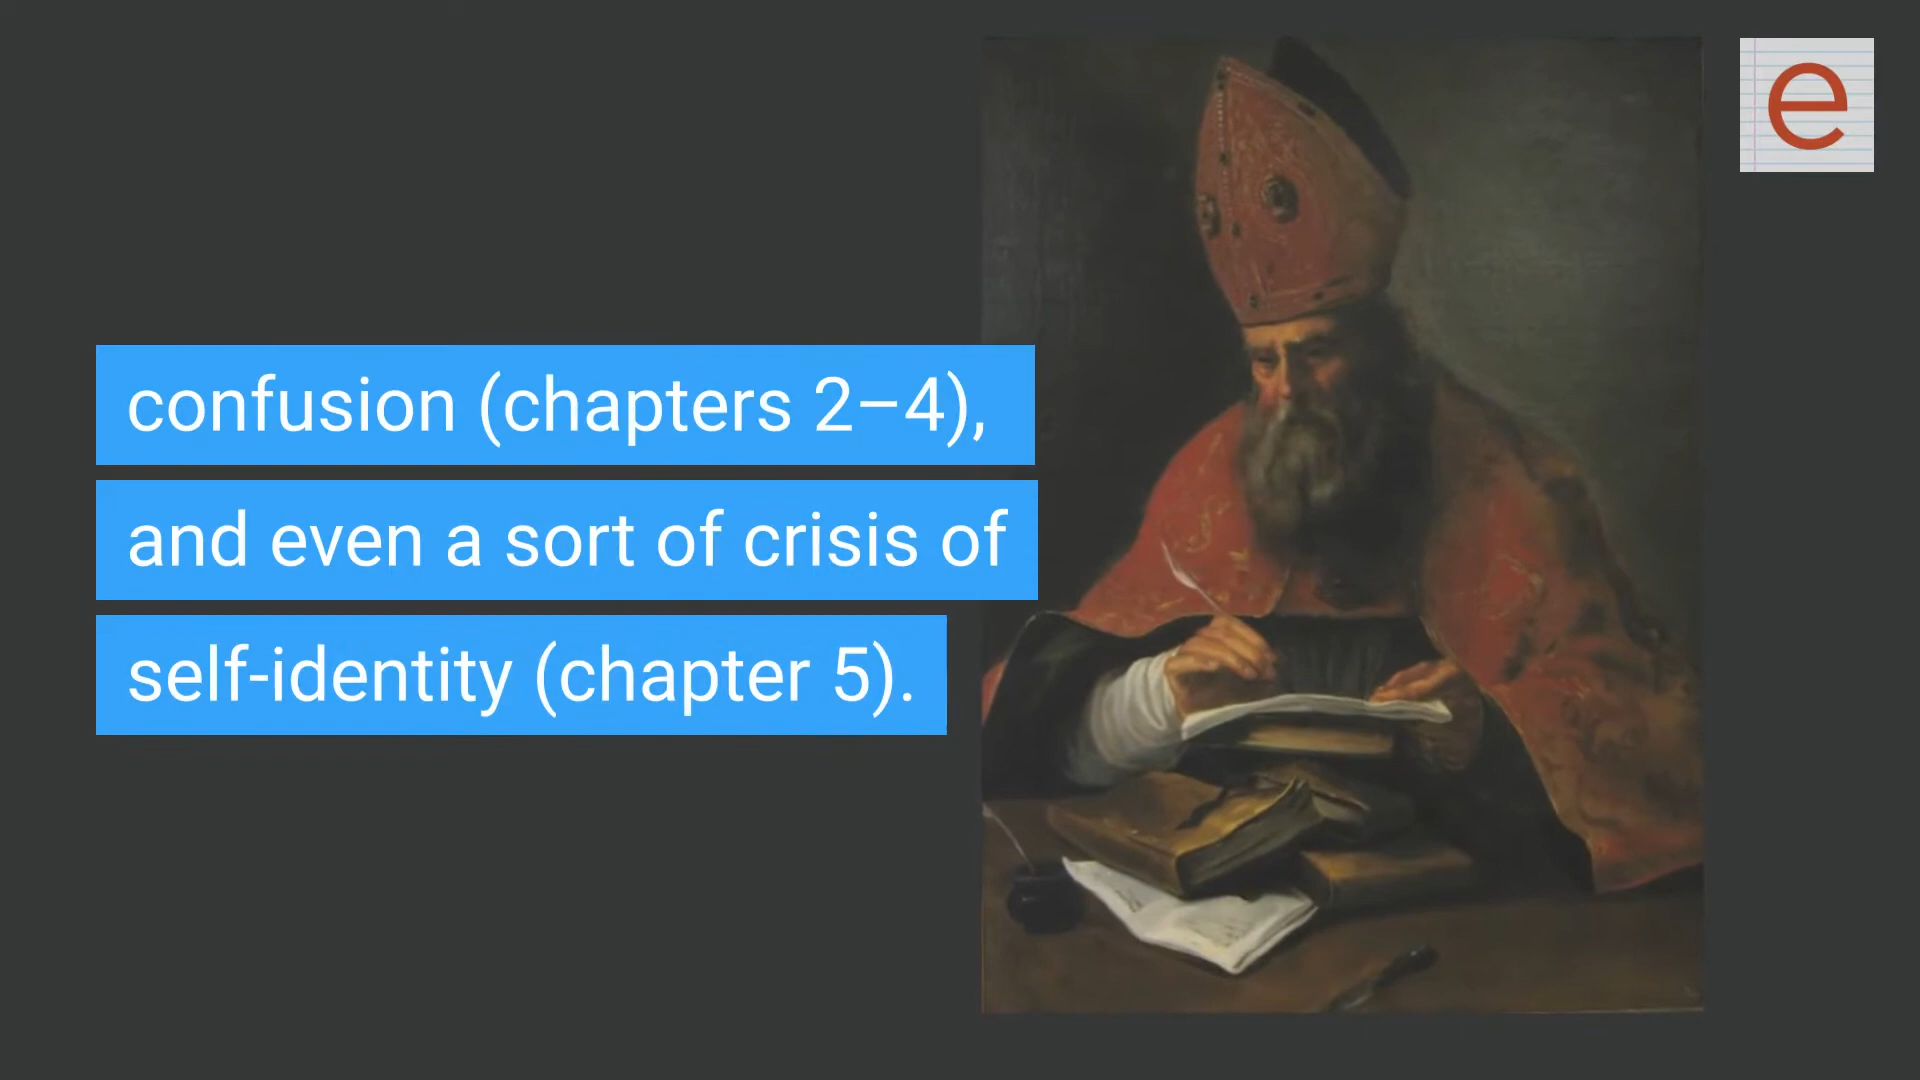 confusion (chapters 2–4),
and even a sort of crisis of
self-identity (chapter 5).
e